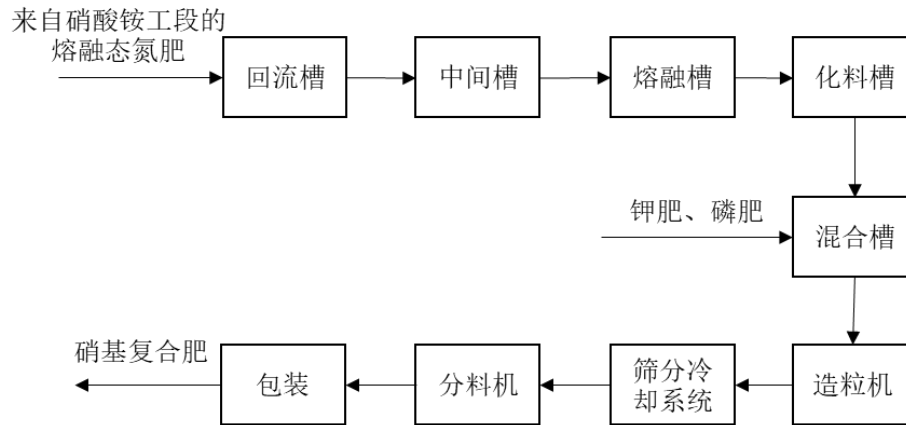 来自硝酸铵工段的
熔融态氮肥
回流槽
中间槽
熔融槽
化料槽
钾肥、磷肥
混合槽
硝基复合肥
包装
分料机
筛分冷
却系统
造粒机